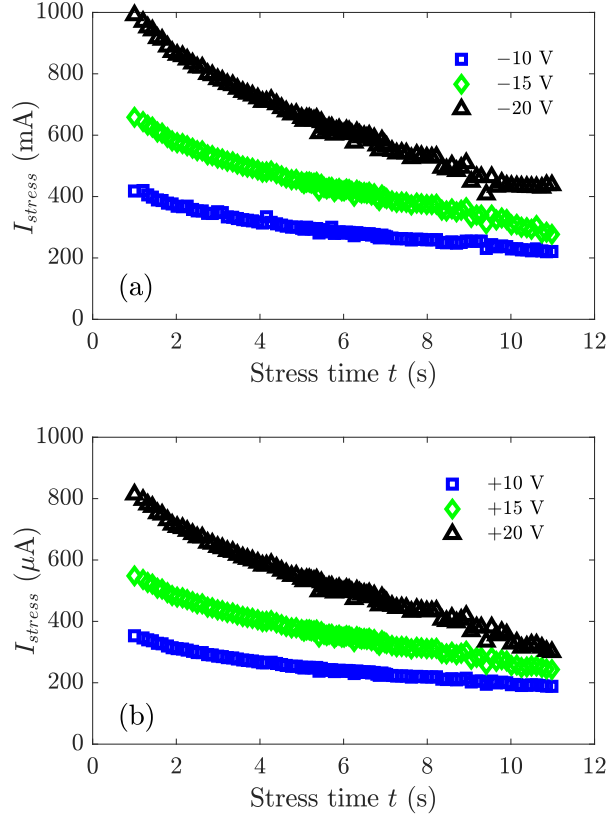 1000
800
600
400
200
0
I_stress (mA)
−10 V
−15 V
−20 V
(a)
0 2 4 6 8 10 12
Stress time t (s)
1000
800
600
400
200
0
I_stress (μA)
+10 V
+15 V
+20 V
(b)
0 2 4 6 8 10 12
Stress time t (s)